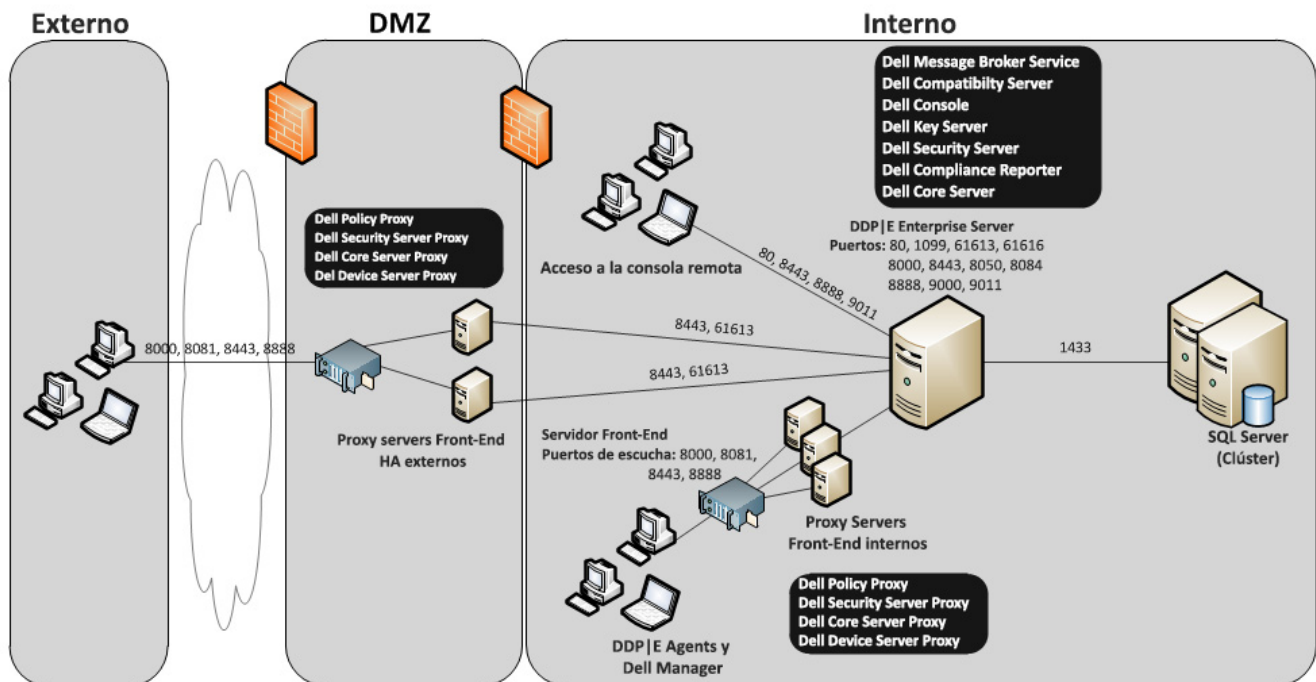 Externo
DMZ
Interno
Dell Message Broker Service
Dell Compatibilty Server
Dell Console
Dell Key Server
Dell Security Server
Dell Compliance Reporter
Dell Core Server
DDP|E Enterprise Server
Puertos: 80, 1099, 61613, 61616
8000, 8443, 8050, 8084
8888, 9000, 9011
Dell Policy Proxy
Dell Security Server Proxy
Dell Core Server Proxy
Del Device Server Proxy
Acceso a la consola remota
80, 8443, 8888, 9011
8000, 8081, 8443, 8888
8443, 61613
8443, 61613
1433
Proxy servers Front-End
HA externos
Servidor Front-End
Puertos de escucha: 8000, 8081,
8443, 8888
SQL Server
(Clúster)
Proxy Servers
Front-End internos
Dell Policy Proxy
Dell Security Server Proxy
Dell Core Server Proxy
Dell Device Server Proxy
DDP|E Agents y
Dell Manager